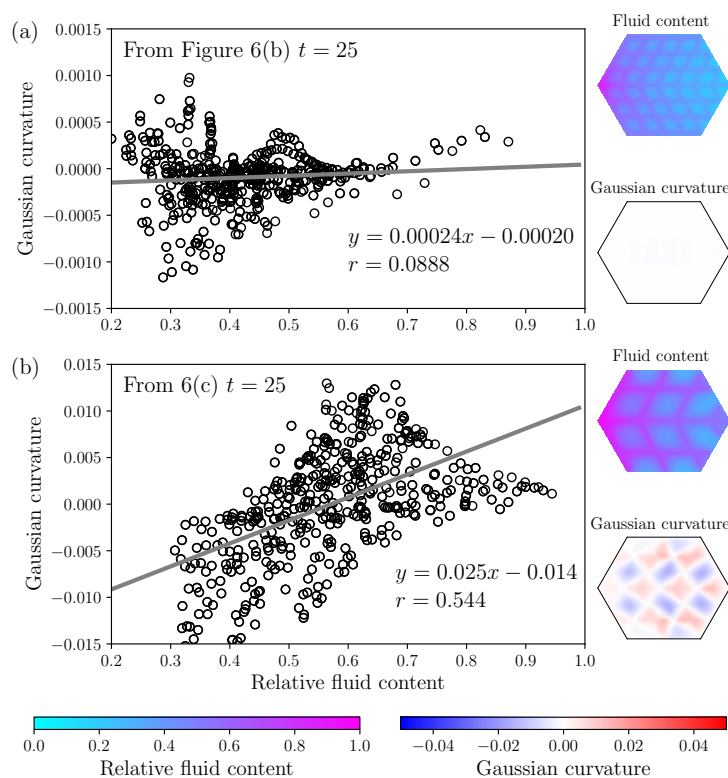 (a)
Fluid content
0.0015
0.0010
0.0005
0.0000
−0.0005
−0.0010
−0.0015
Gaussian curvature
From Figure 6(b) t = 25
y = 0.00024x − 0.00020
r = 0.0888
0.2 0.3 0.4 0.5 0.6 0.7 0.8 0.9 1.0
Gaussian curvature
(b)
Fluid content
0.015
0.010
0.005
0.000
−0.005
−0.010
−0.015
Gaussian curvature
From 6(c) t = 25
y = 0.025x − 0.014
r = 0.544
0.2 0.3 0.4 0.5 0.6 0.7 0.8 0.9 1.0
Relative fluid content
Gaussian curvature
0.0 0.2 0.4 0.6 0.8 1.0
Relative fluid content
−0.04 −0.02 0.00 0.02 0.04
Gaussian curvature